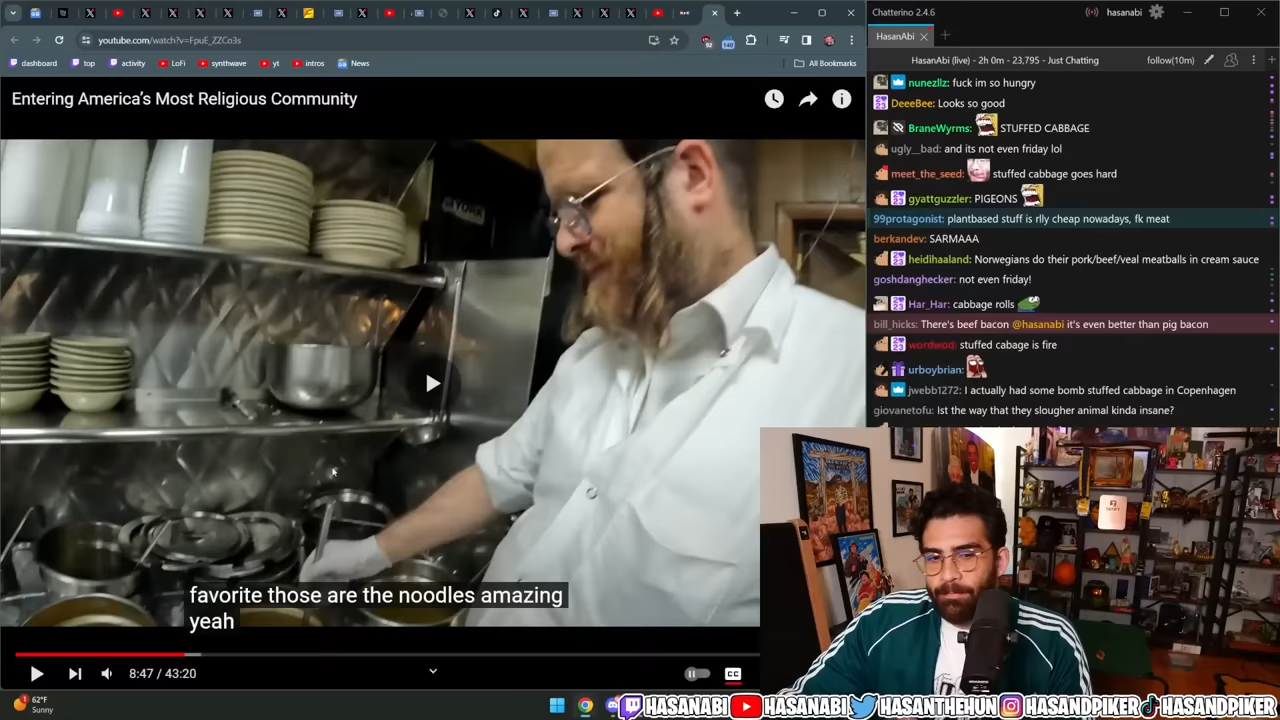 youtube.com/watch?v=FpuE_ZZCo3s
92
140
dashboard
top
activity
LoFi
synthwave
yt
intros
News
All Bookmarks
Entering America's Most Religious Community
YORK
favorite those are the noodles amazing
yeah
8:47 / 43:20
CC
62°F
Sunny
Chatterino 2.4.6
hasanabi
HasanAbi
HasanAbi (live) - 2h 0m - 23,795 - Just Chatting
follow(10m)
nunezllz: fuck im so hungry
DeeeBee: Looks so good
BraneWyrms: STUFFED CABBAGE
ugly__bad: and its not even friday lol
meet_the_seed: stuffed cabbage goes hard
gyattguzzler: PIGEONS
99protagonist: plantbased stuff is rlly cheap nowadays, fk meat
berkandev: SARMAAA
heidihaaland: Norwegians do their pork/beef/veal meatballs in cream sauce
goshdanghecker: not even friday!
Har_Har: cabbage rolls
bill_hicks: There's beef bacon @hasanabi it's even better than pig bacon
wordwod: stuffed cabage is fire
urboybrian:
jwebb1272: I actually had some bomb stuffed cabbage in Copenhagen
giovanetofu: Ist the way that they slougher animal kinda insane?
HASANABI
HASANABI
HASANTHEHUN
HASANDPIKER
HASANDPIKER